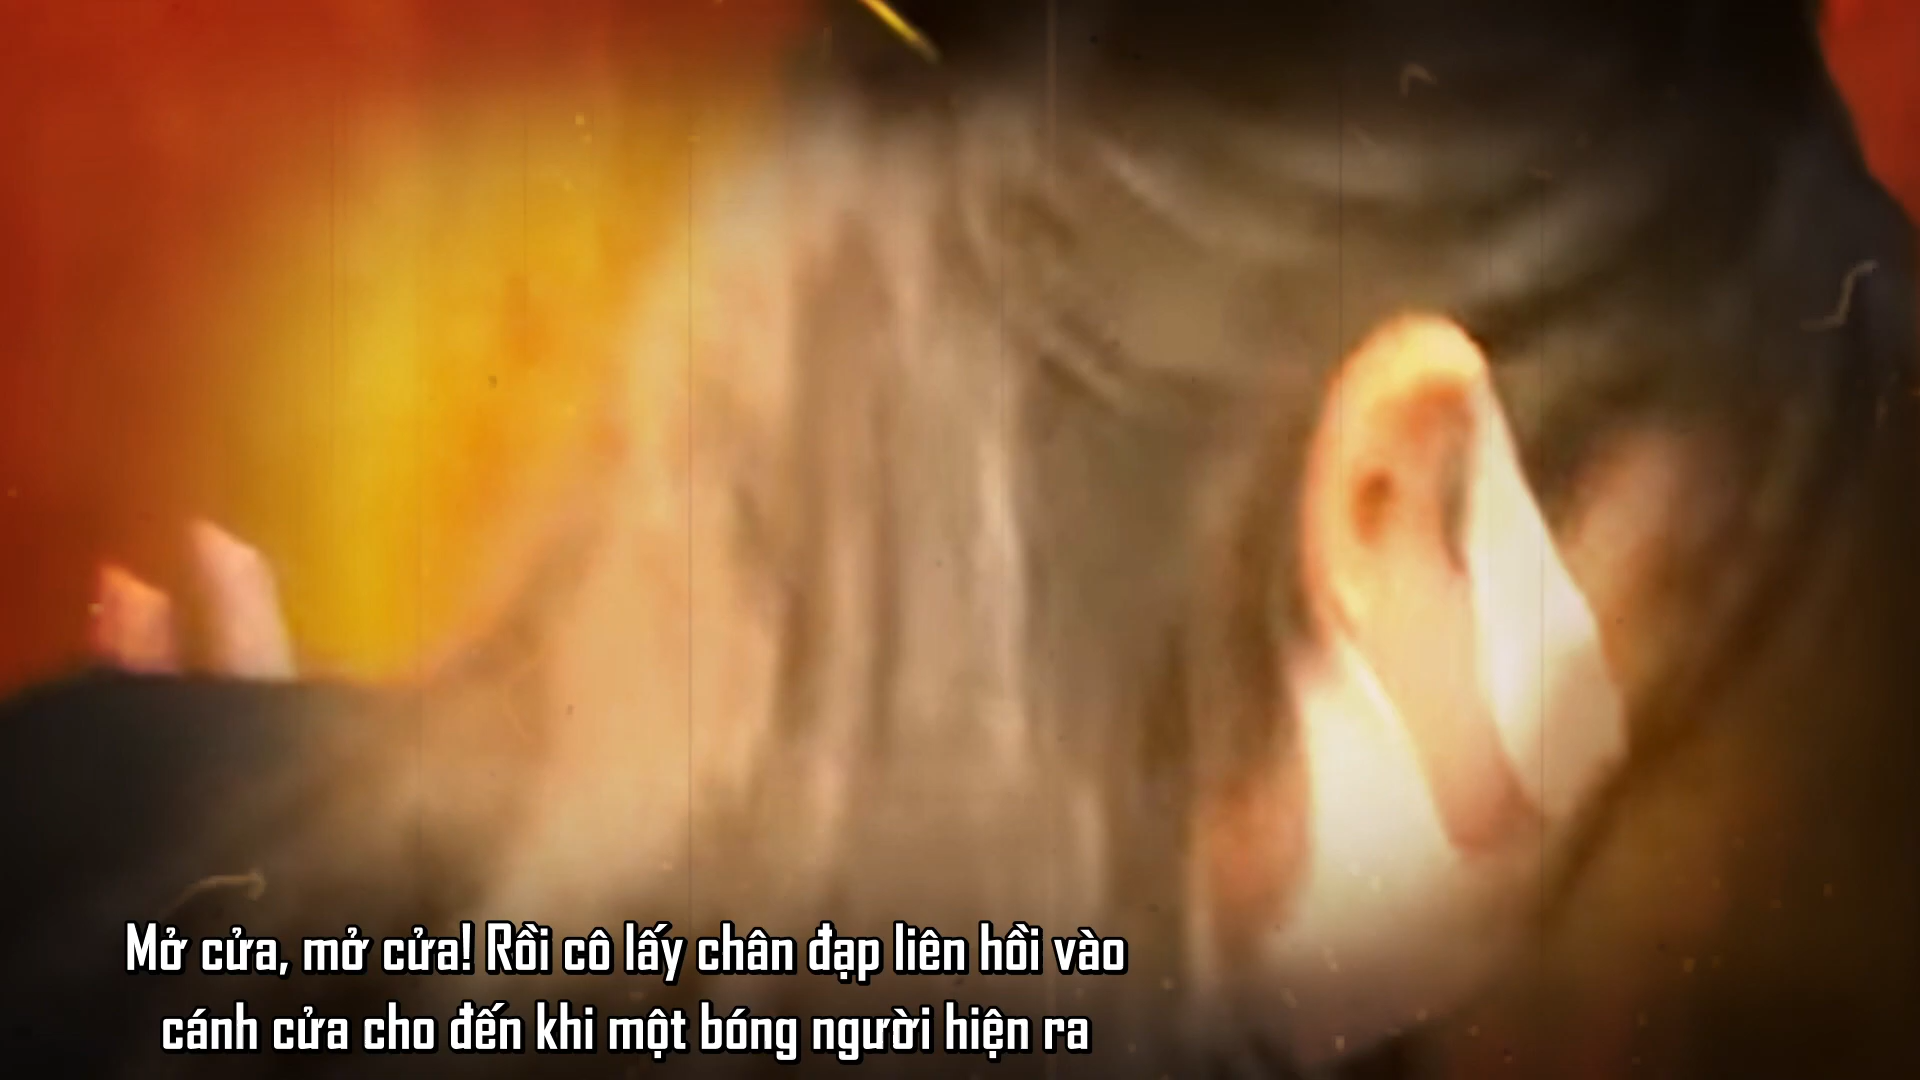 Mở cửa, mở cửa! Rồi cô lấy chân đạp liên hồi vào
cánh cửa cho đến khi một bóng người hiện ra